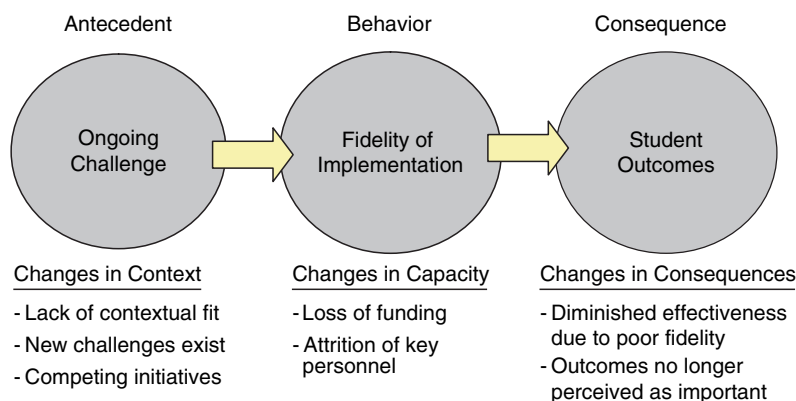 Antecedent
Behavior
Consequence
Ongoing
Challenge
Fidelity of
Implementation
Student
Outcomes
Changes in Context
- Lack of contextual fit
- New challenges exist
- Competing initiatives
Changes in Capacity
- Loss of funding
- Attrition of key
personnel
Changes in Consequences
- Diminished effectiveness
due to poor fidelity
- Outcomes no longer
perceived as important